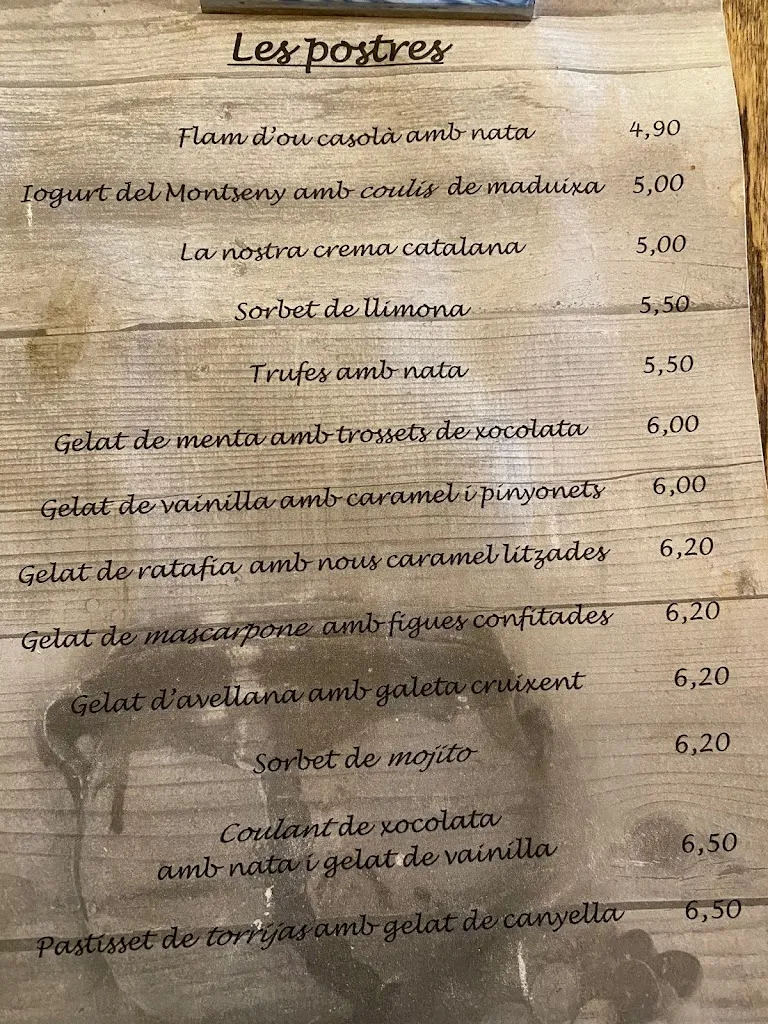 Les postres
Flam d'ou casolà amb nata 4,90
Iogurt del Montseny amb coulis de maduixa 5,00
La nostra crema catalana 5,00
Sorbet de llimona 5,50
Trufes amb nata 5,50
Gelat de menta amb trossets de xocolata 6,00
Gelat de vainilla amb caramel i pinyonets 6,00
Gelat de ratafia amb nous caramel·litzades 6,20
Gelat de mascarpone amb figues confitades 6,20
Gelat d'avellana amb galeta cruixent 6,20
Sorbet de mojito 6,20
Coulant de xocolata
amb nata i gelat de vainilla 6,50
Pastisset de torrijas amb gelat de canyella 6,50